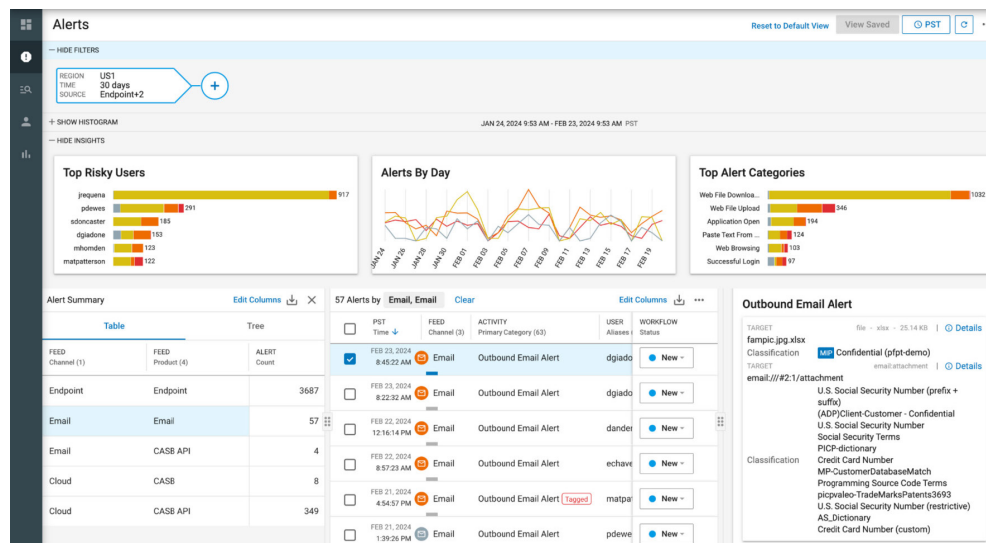 Alerts
Reset to Default View
View Saved
PST
HIDE FILTERS
REGION US1
TIME 30 days
SOURCE Endpoint+2
SHOW HISTOGRAM
JAN 24, 2024 9:53 AM - FEB 23, 2024 9:53 AM PST
HIDE INSIGHTS
Top Risky Users
jrequena 917
pdewes 291
sdoncaster 185
dgiadone 153
mhomden 123
matpatterson 122
Alerts By Day
JAN 24
JAN 26
JAN 28
JAN 30
FEB 01
FEB 03
FEB 05
FEB 07
FEB 09
FEB 11
FEB 13
FEB 15
FEB 17
FEB 19
Top Alert Categories
Web File Downloa... 1032
Web File Upload 346
Application Open 194
Paste Text From ... 124
Web Browsing 103
Successful Login 97
Alert Summary
Edit Columns
Table
Tree
FEED FEED ALERT
Channel (1) Product (4) Count
Endpoint Endpoint 3687
Email Email 57
Email CASB API 4
Cloud CASB 8
Cloud CASB API 349
57 Alerts by Email, Email Clear
Edit Columns
PST FEED ACTIVITY USER WORKFLOW
Time Channel (3) Primary Category (63) Aliases Status
FEB 23, 2024
8:45:22 AM Email Outbound Email Alert dgiado New
FEB 23, 2024
8:22:32 AM Email Outbound Email Alert dgiado New
FEB 22, 2024
12:16:14 PM Email Outbound Email Alert dander New
FEB 22, 2024
8:57:23 AM Email Outbound Email Alert echave New
FEB 21, 2024
4:54:57 PM Email Outbound Email Alert Tagged matpa New
FEB 21, 2024
1:39:26 PM Email Outbound Email Alert pdewe New
Outbound Email Alert
TARGET file - xlsx - 25.14 KB | Details
fampic.jpg.xlsx
Classification MIP Confidential (pfpt-demo)
TARGET email:attachment | Details
email:///#2:1/attachment
U.S. Social Security Number (prefix +
suffix)
(ADP)Client-Customer - Confidential
U.S. Social Security Number
Social Security Terms
PICP-dictionary
Classification Credit Card Number
MP-CustomerDatabaseMatch
Programming Source Code Terms
picpvaleo-TradeMarksPatents3693
U.S. Social Security Number (restrictive)
AS_Dictionary
Credit Card Number (custom)